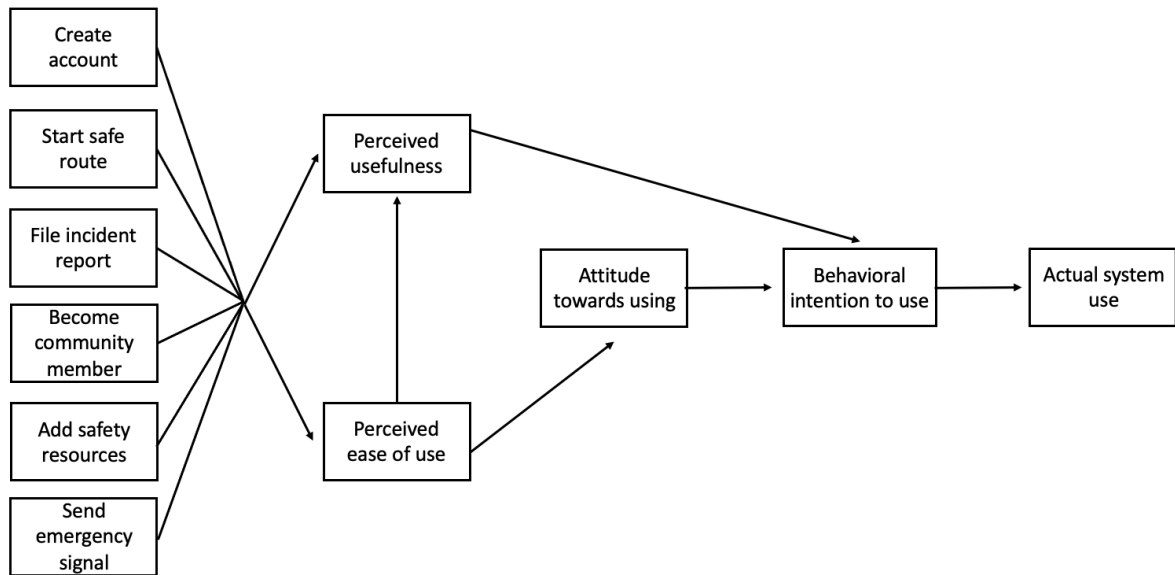 Create
account
Start safe
route
File incident
report
Become
community
member
Add safety
resources
Send
emergency
signal
Perceived
usefulness
Perceived
ease of use
Attitude
towards using
Behavioral
intention to use
Actual system
use